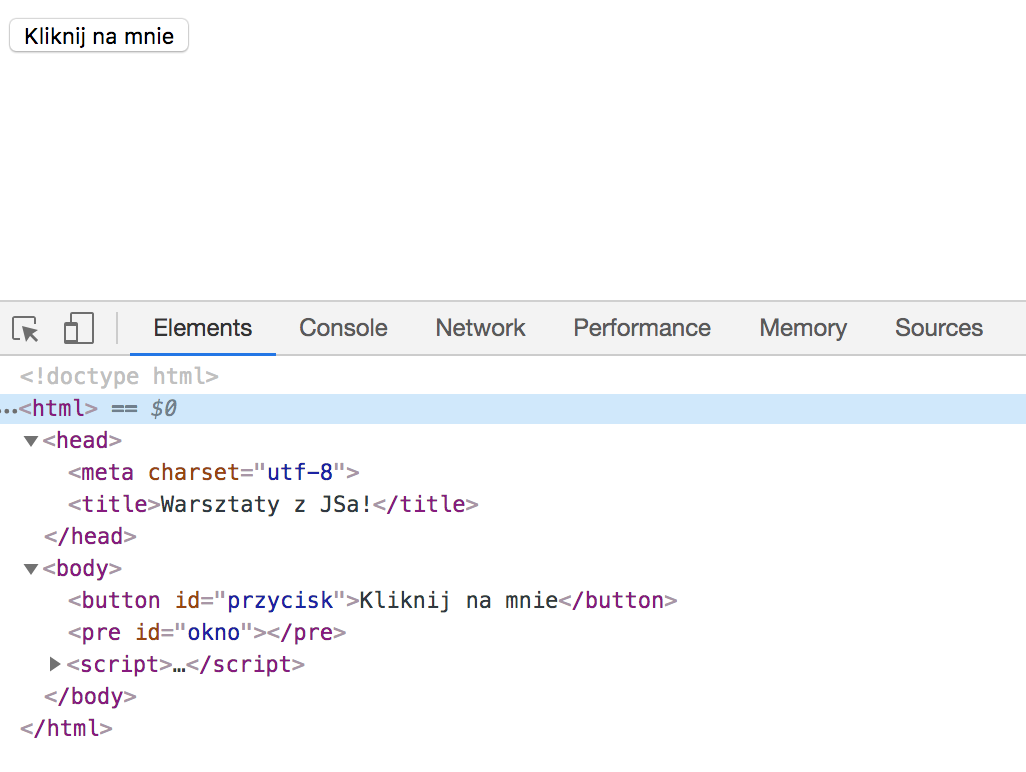 Kliknij na mnie
Elements Console Network Performance Memory Sources
<!doctype html>
…<html> == $0
▼<head>
<meta charset="utf-8">
<title>Warsztaty z JSa!</title>
</head>
▼<body>
<button id="przycisk">Kliknij na mnie</button>
<pre id="okno"></pre>
▶<script>…</script>
</body>
</html>